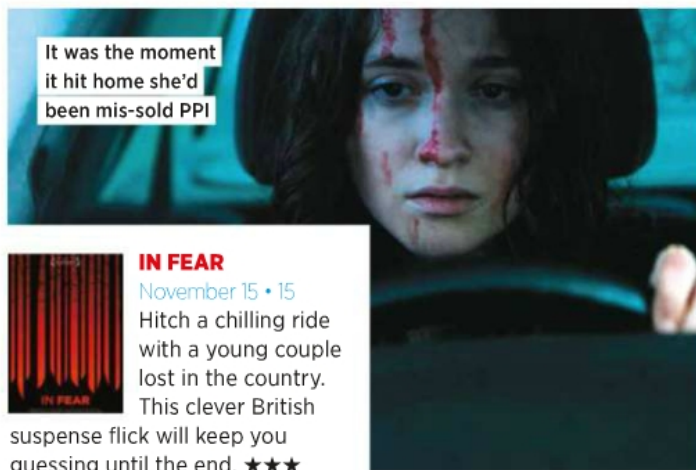 It was the moment
it hit home she'd
been mis-sold PPI
IN FEAR
November 15 • 15
Hitch a chilling ride
with a young couple
lost in the country.
This clever British
suspense flick will keep you
guessing until the end. ★★★
IN FEAR